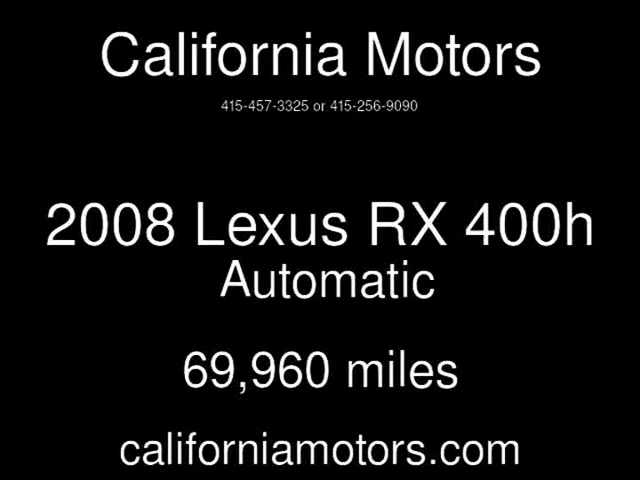 California Motors
415-457-3325 or 415-256-9090
2008 Lexus RX 400h
Automatic
69,960 miles
californiamotors.com